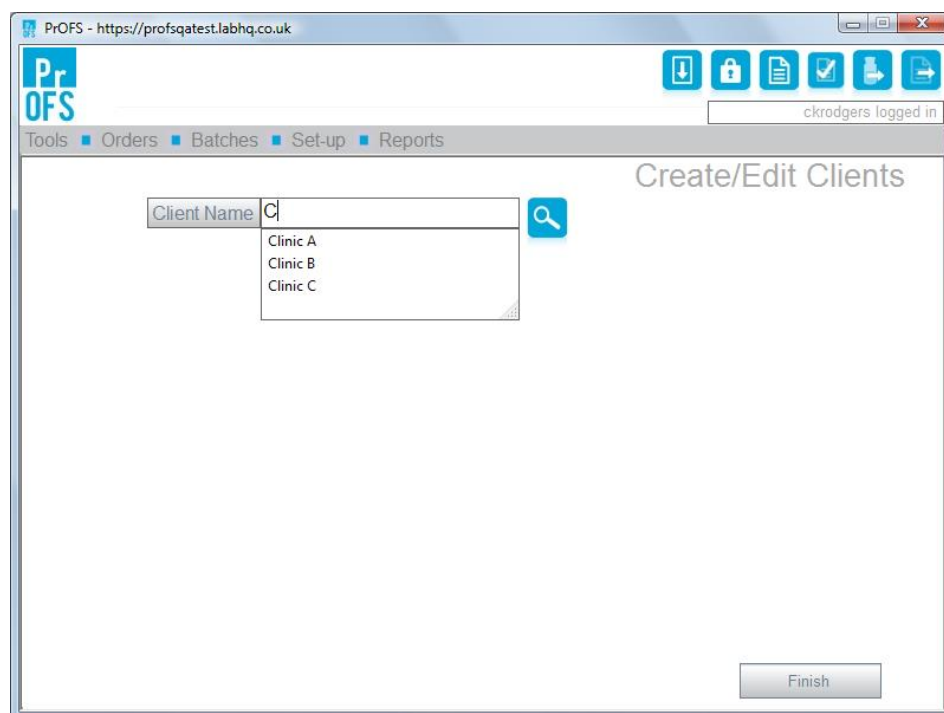 PrOFS - https://profsqatest.labhq.co.uk
Pr
OFS
ckrodgers logged in
Tools ■ Orders ■ Batches ■ Set-up ■ Reports
Create/Edit Clients
Client Name C
Clinic A
Clinic B
Clinic C
Finish